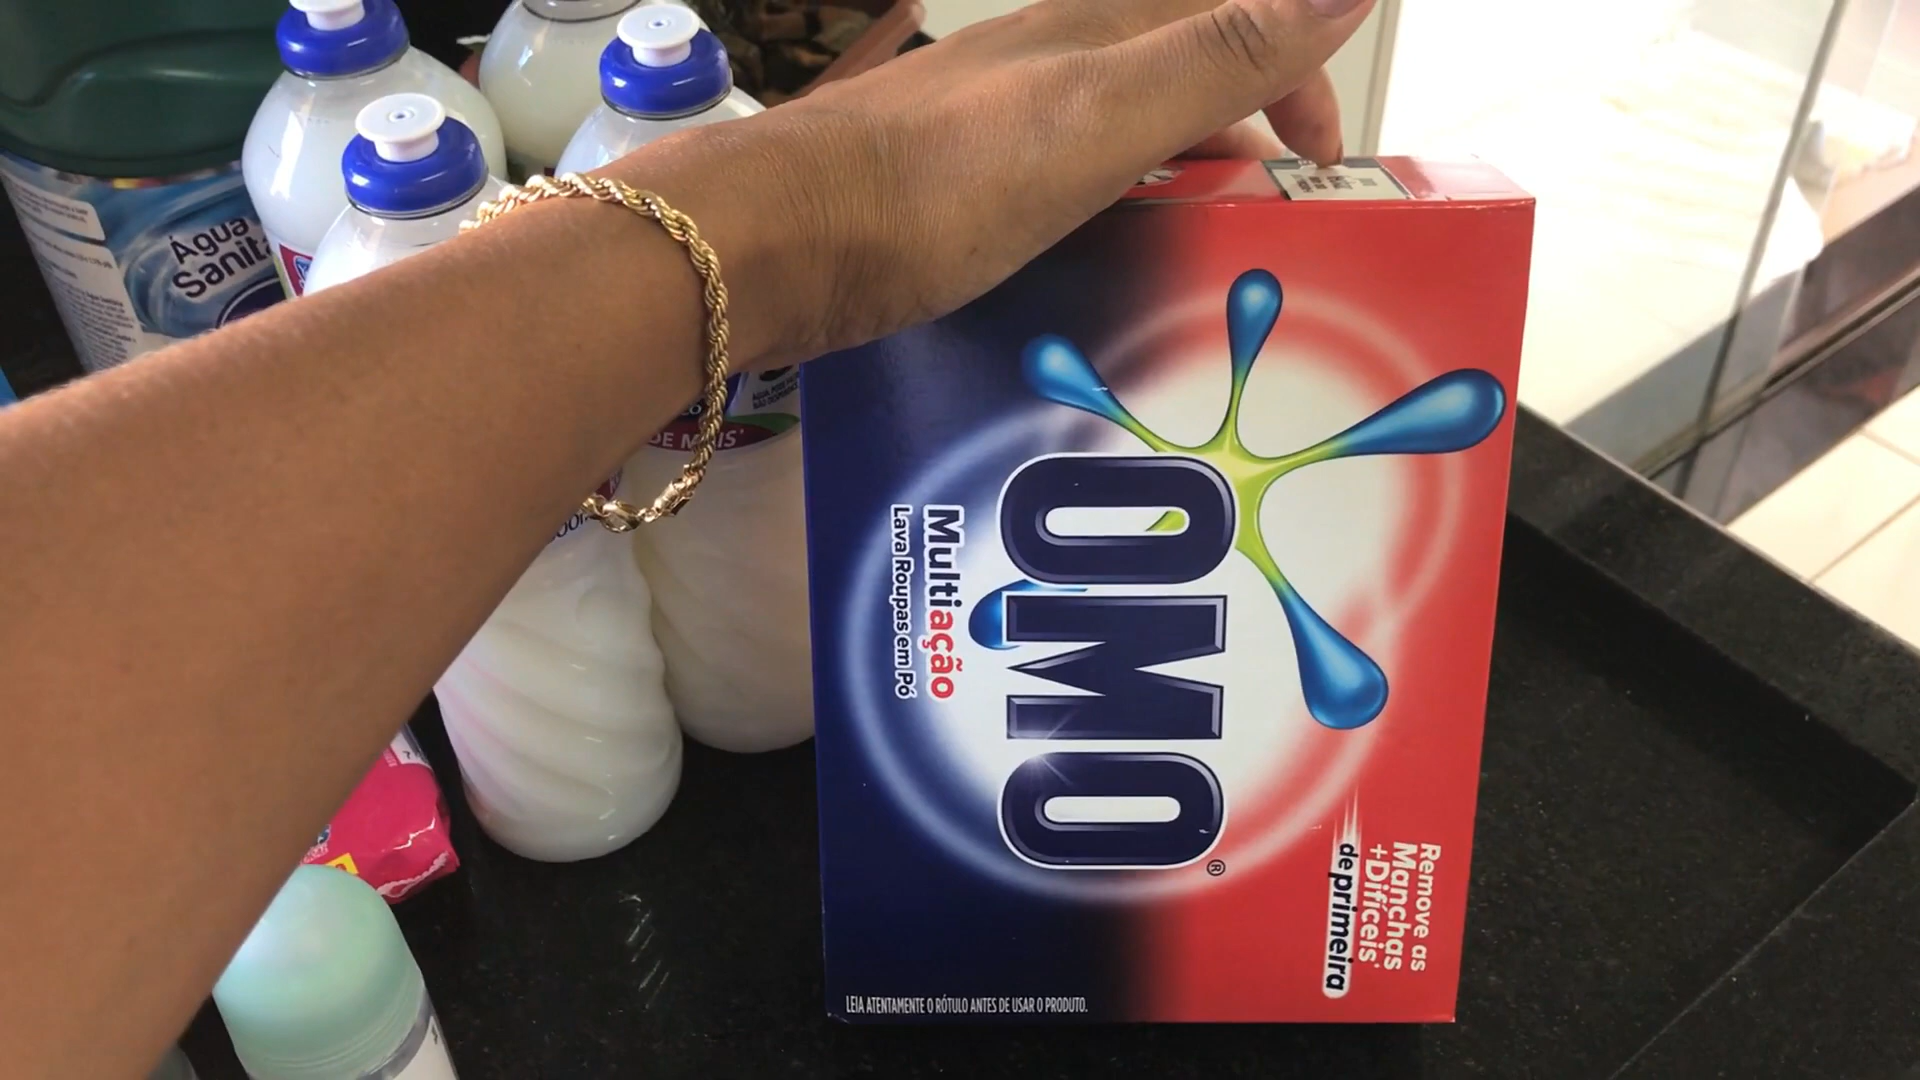 Água
Sanita
DE MAIS
OMO®
Multiação
Lava Roupas em Pó
Remove as
Manchas
+Difíceis*
de primeira
LEIA ATENTAMENTE O RÓTULO ANTES DE USAR O PRODUTO.